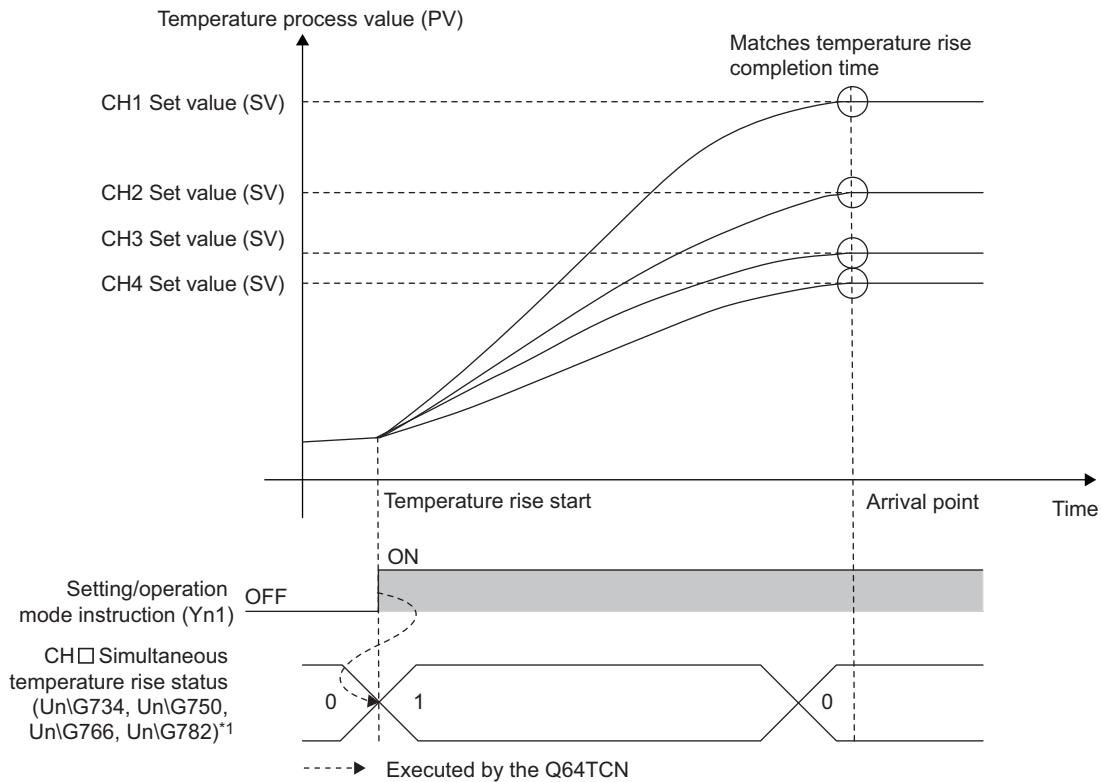 Temperature process value (PV)
Matches temperature rise
completion time
CH1 Set value (SV)
CH2 Set value (SV)
CH3 Set value (SV)
CH4 Set value (SV)
Temperature rise start
Arrival point
Time
ON
Setting/operation
mode instruction (Yn1)
OFF
CH□ Simultaneous
temperature rise status
(Un\G734, Un\G750,
Un\G766, Un\G782)*1
0
1
0
Executed by the Q64TCN